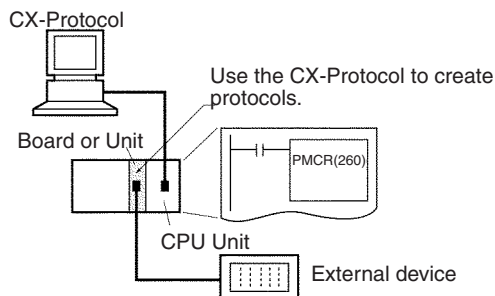 CX-Protocol
Use the CX-Protocol to create
protocols.
Board or Unit
PMCR(260)
CPU Unit
External device